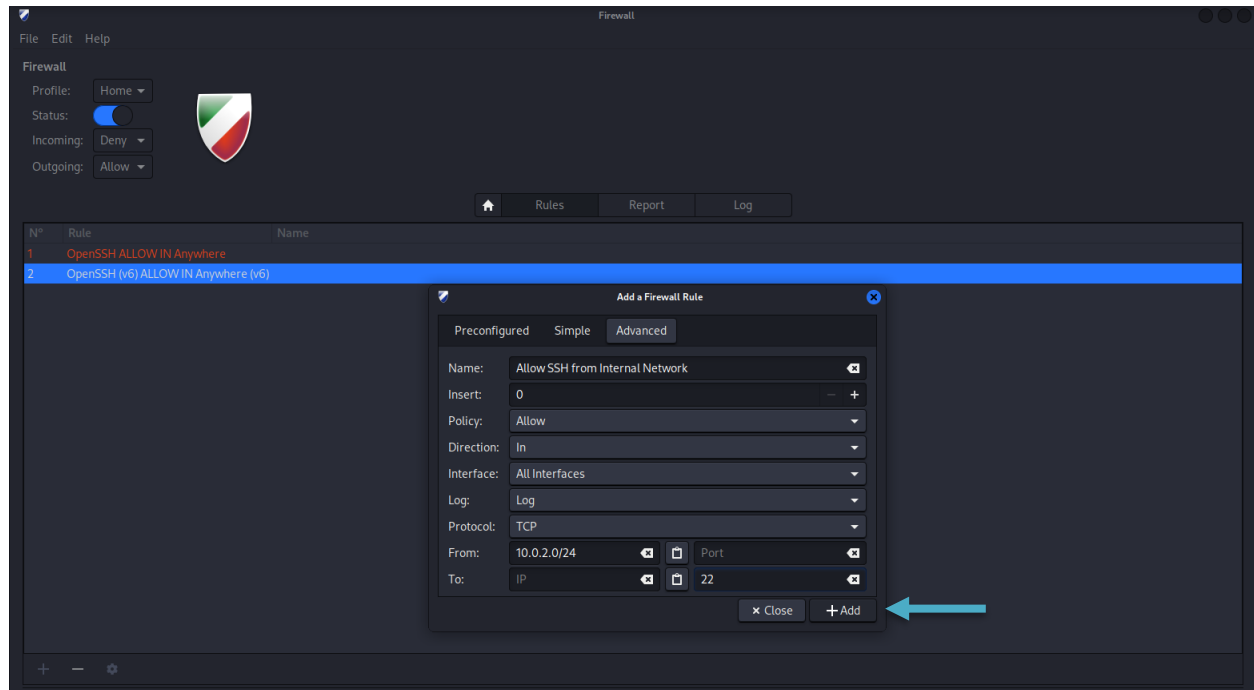 Firewall
File Edit Help
Firewall
Profile: Home
Status:
Incoming: Deny
Outgoing: Allow
Rules Report Log
Nº Rule Name
1 OpenSSH ALLOW IN Anywhere
2 OpenSSH (v6) ALLOW IN Anywhere (v6)
Add a Firewall Rule
Preconfigured Simple Advanced
Name: Allow SSH from Internal Network
Insert: 0
Policy: Allow
Direction: In
Interface: All Interfaces
Log: Log
Protocol: TCP
From: 10.0.2.0/24 Port
To: IP 22
Close Add